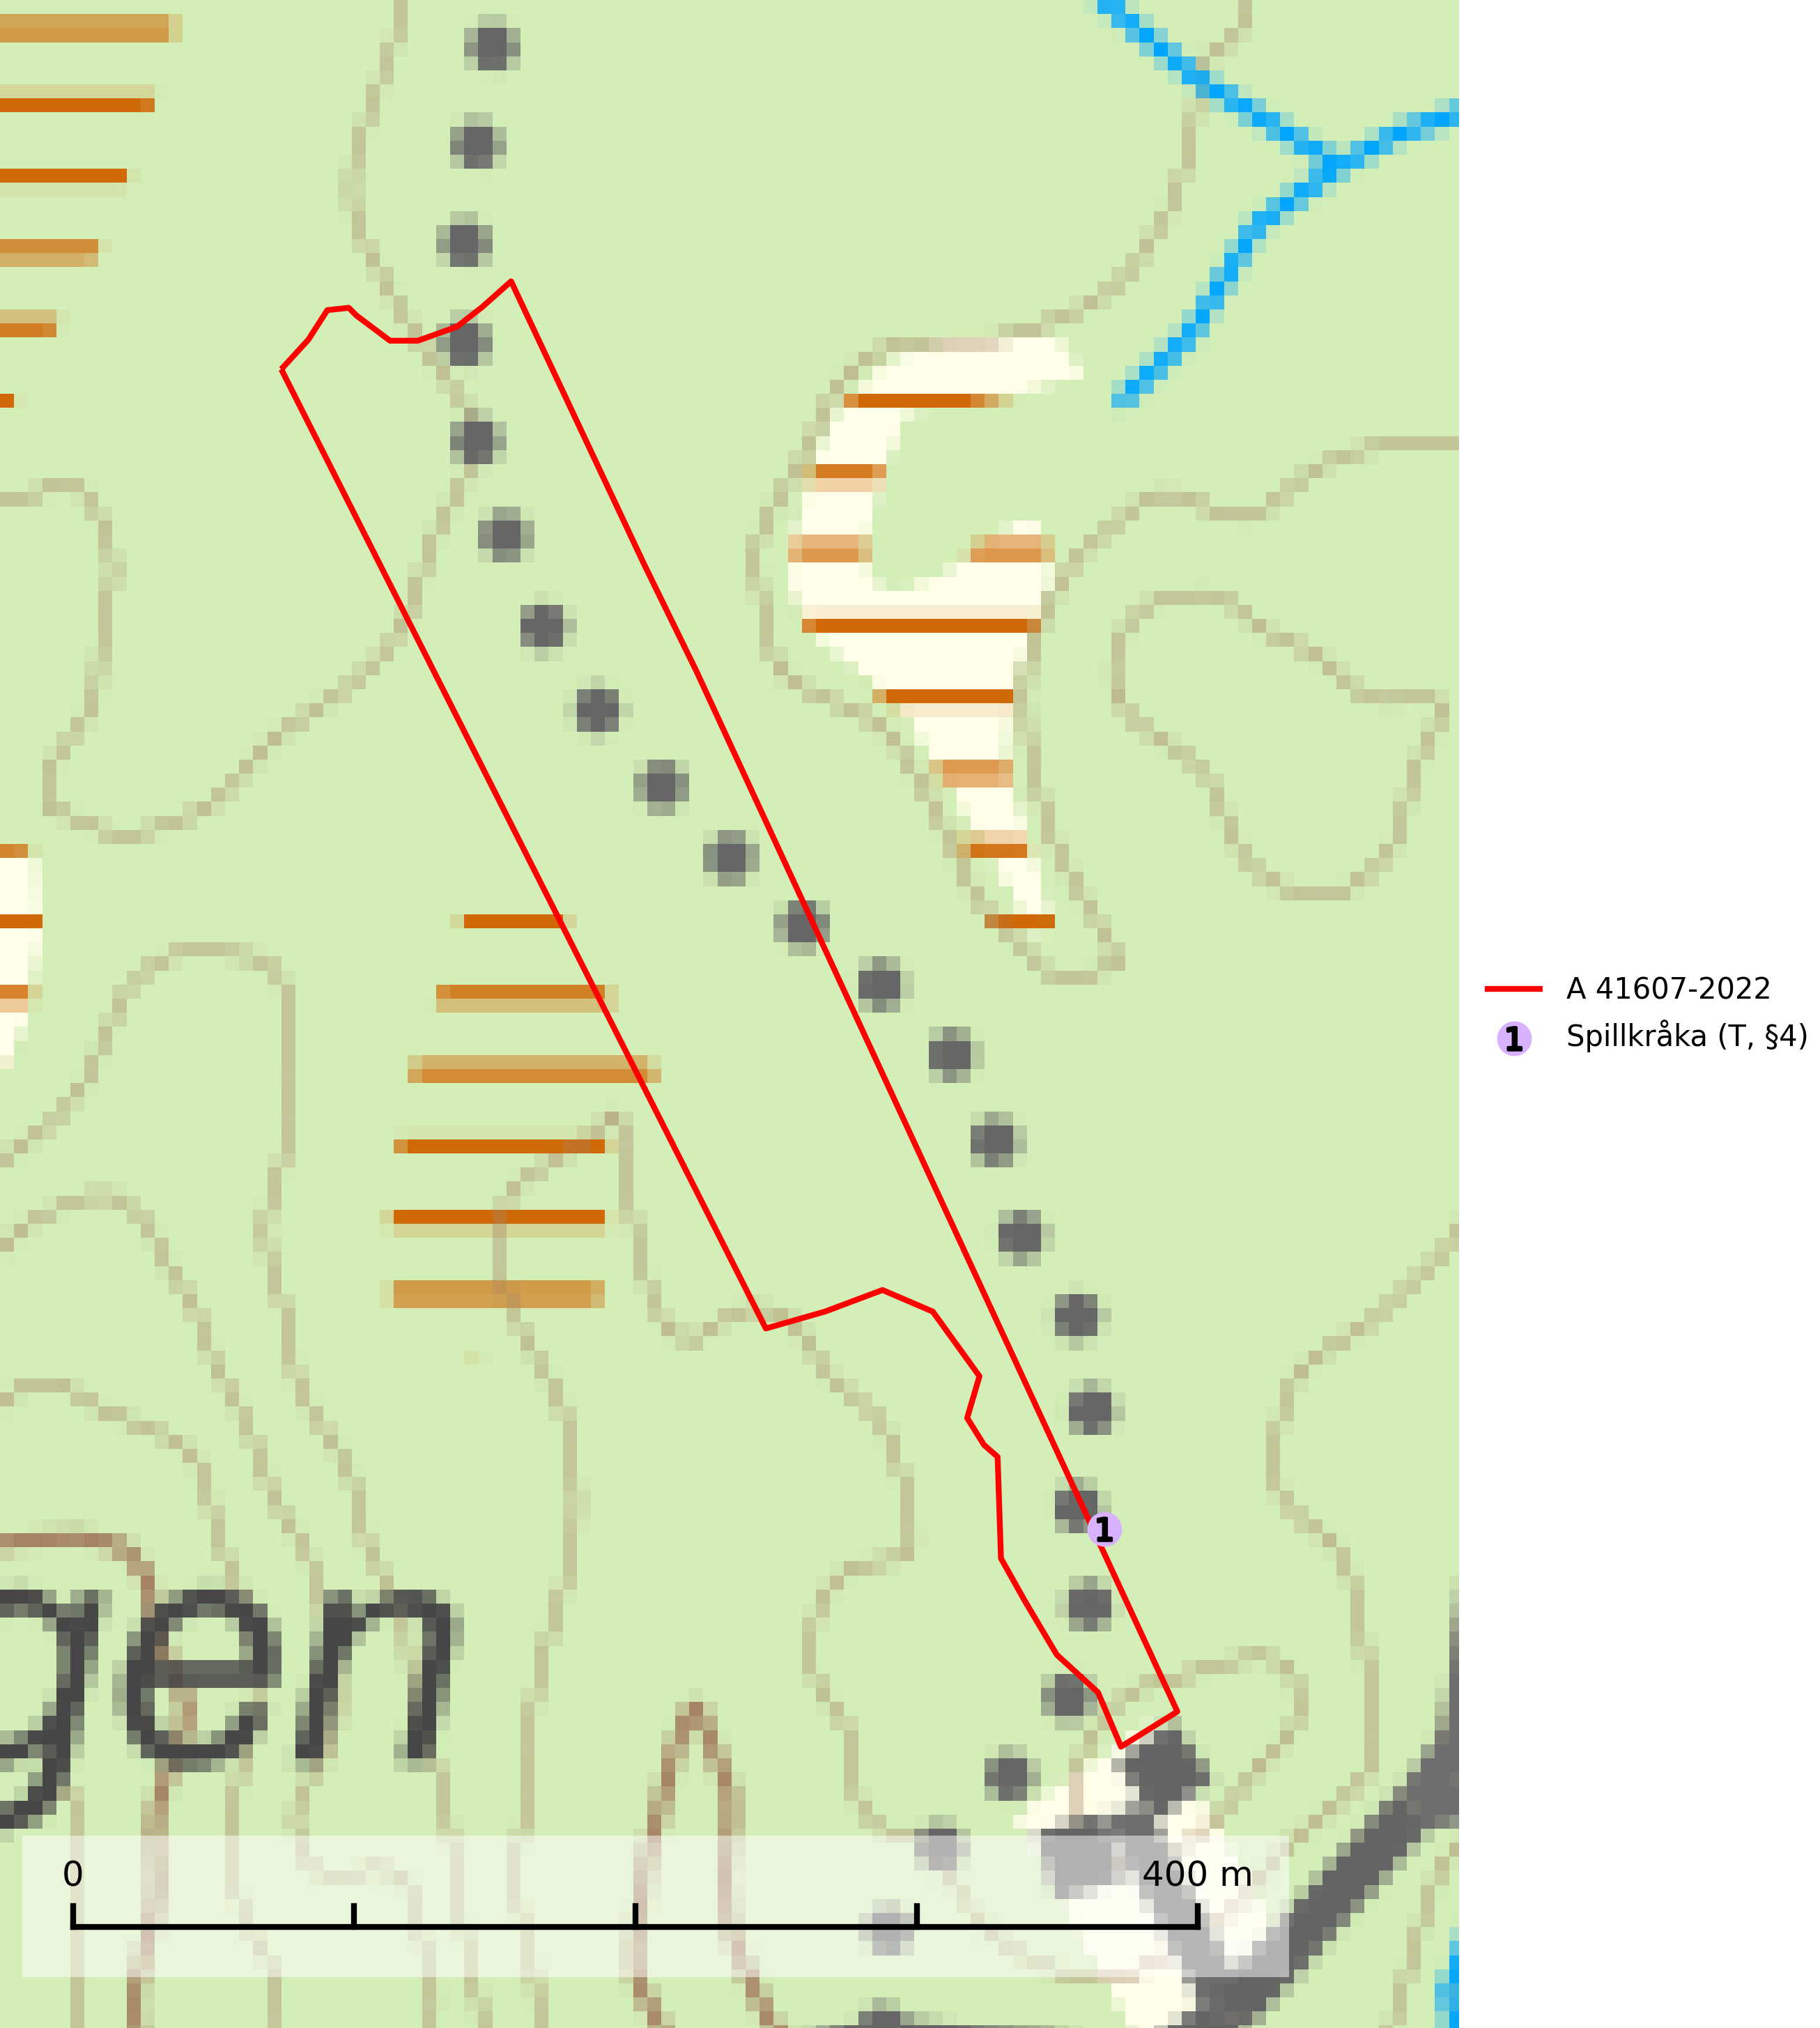 A 41607-2022
1 Spillkråka (T, §4)
1
gen
0 400 m